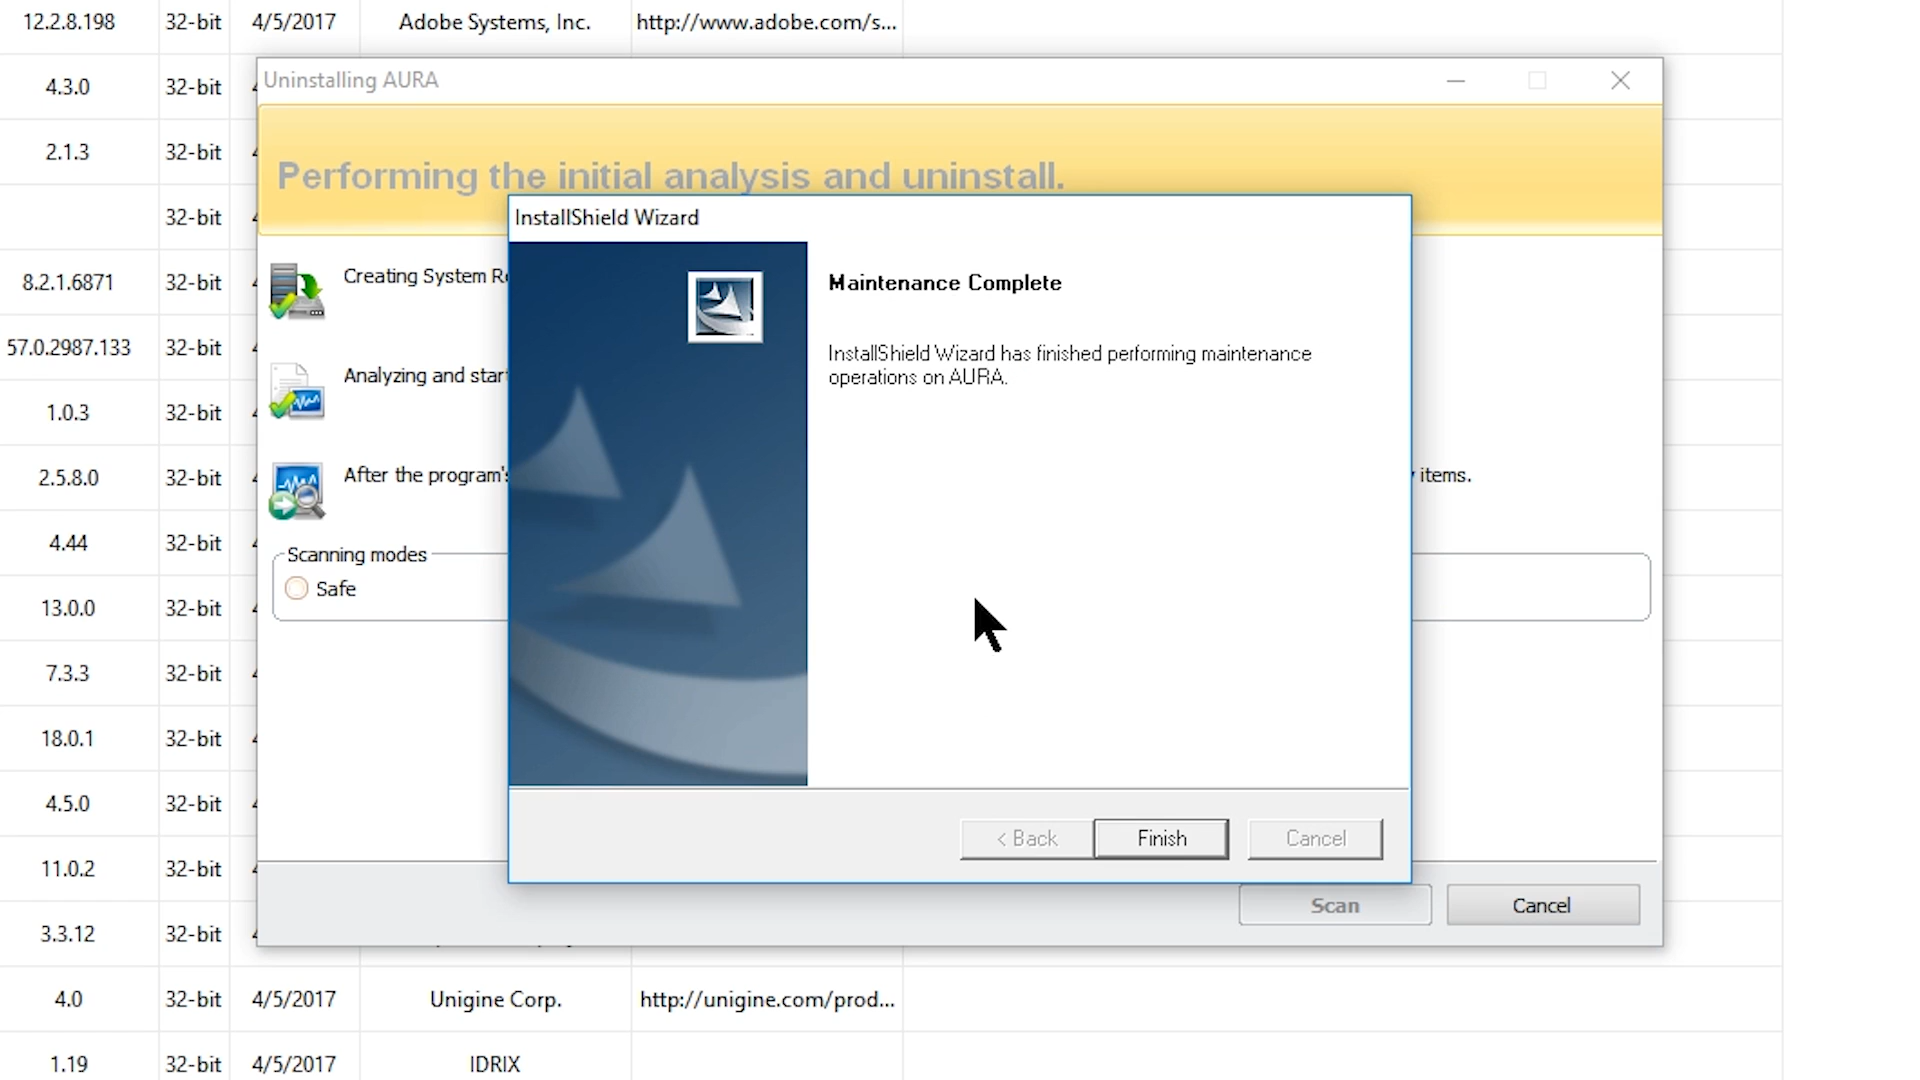 12.2.8.198 32-bit 4/5/2017 Adobe Systems, Inc. http://www.adobe.com/s...
Uninstalling AURA
4.3.0 32-bit
2.1.3 32-bit
Performing the initial analysis and uninstall.
32-bit
InstallShield Wizard
8.2.1.6871 32-bit
Creating System
Maintenance Complete
57.0.2987.133 32-bit
InstallShield Wizard has finished performing maintenance
operations on AURA.
Analyzing and
1.0.3 32-bit
2.5.8.0 32-bit
After the program's
items.
4.44 32-bit
Scanning modes
Safe
13.0.0 32-bit
7.3.3 32-bit
18.0.1 32-bit
4.5.0 32-bit
< Back Finish Cancel
11.0.2 32-bit
Scan Cancel
3.3.12 32-bit
4.0 32-bit 4/5/2017 Unigine Corp. http://unigine.com/prod...
1.19 32-bit 4/5/2017 IDRIX